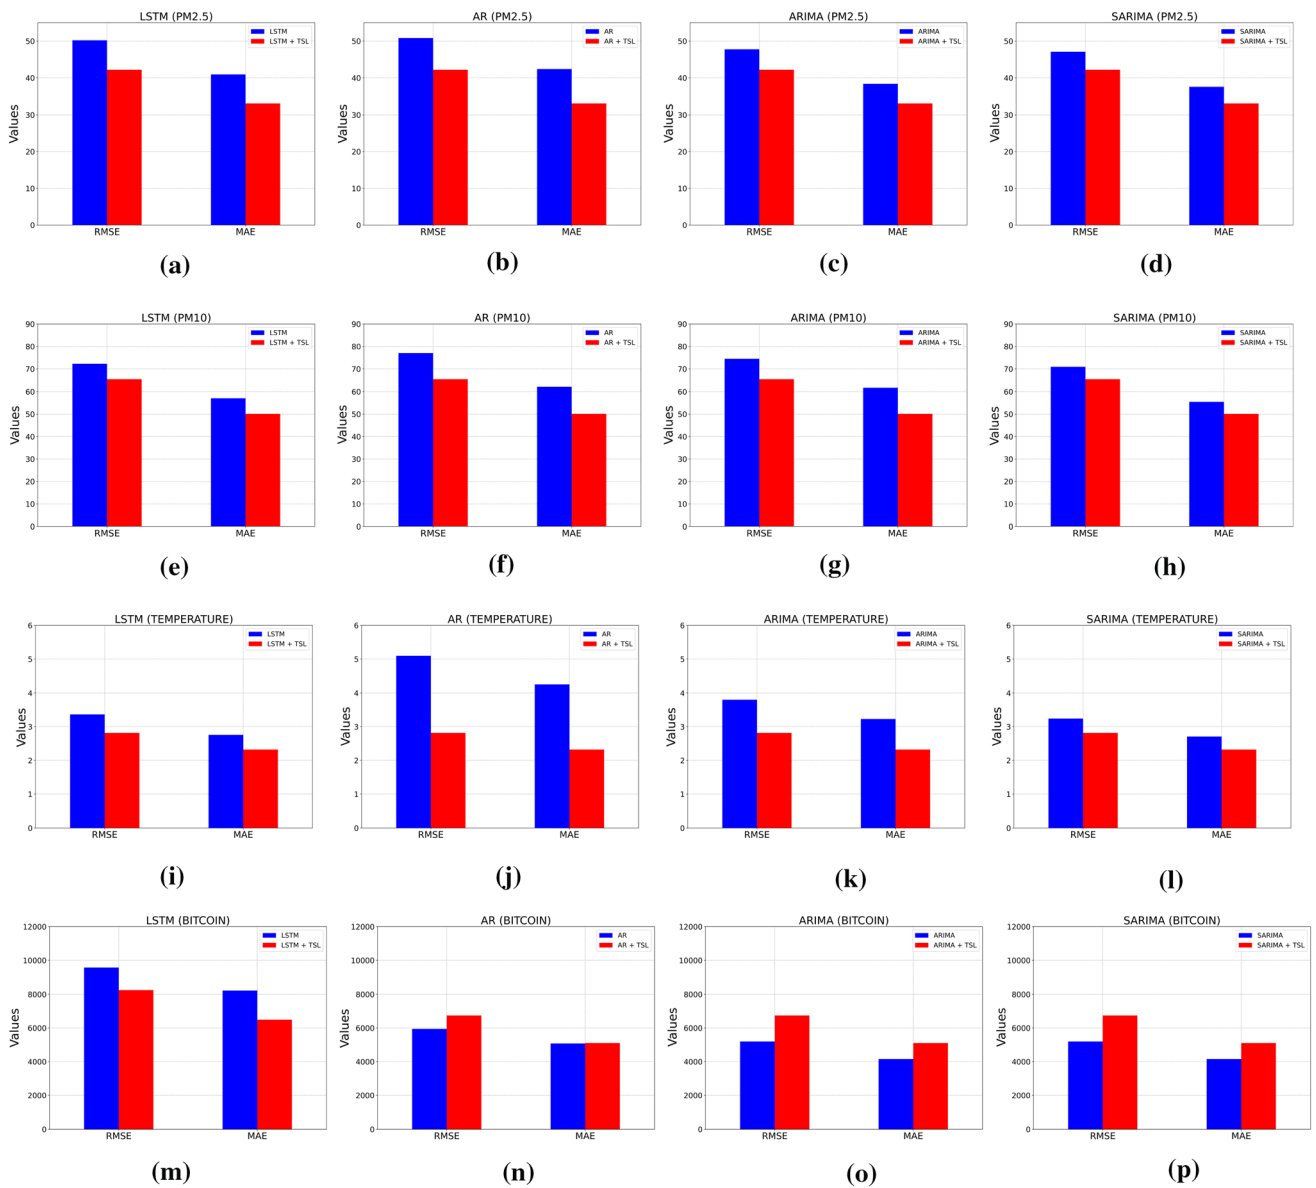 LSTM (PM2.5)
Values
50
40
30
20
10
0
LSTM
LSTM + TSL
RMSE MAE
(a)
AR (PM2.5)
Values
50
40
30
20
10
0
AR
AR + TSL
RMSE MAE
(b)
ARIMA (PM2.5)
Values
50
40
30
20
10
0
ARIMA
ARIMA + TSL
RMSE MAE
(c)
SARIMA (PM2.5)
Values
50
40
30
20
10
0
SARIMA
SARIMA + TSL
RMSE MAE
(d)
LSTM (PM10)
Values
90
80
70
60
50
40
30
20
10
0
LSTM
LSTM + TSL
RMSE MAE
(e)
AR (PM10)
Values
90
80
70
60
50
40
30
20
10
0
AR
AR + TSL
RMSE MAE
(f)
ARIMA (PM10)
Values
90
80
70
60
50
40
30
20
10
0
ARIMA
ARIMA + TSL
RMSE MAE
(g)
SARIMA (PM10)
Values
90
80
70
60
50
40
30
20
10
0
SARIMA
SARIMA + TSL
RMSE MAE
(h)
LSTM (TEMPERATURE)
Values
6
5
4
3
2
1
0
LSTM
LSTM + TSL
RMSE MAE
(i)
AR (TEMPERATURE)
Values
6
5
4
3
2
1
0
AR
AR + TSL
RMSE MAE
(j)
ARIMA (TEMPERATURE)
Values
6
5
4
3
2
1
0
ARIMA
ARIMA + TSL
RMSE MAE
(k)
SARIMA (TEMPERATURE)
Values
6
5
4
3
2
1
0
SARIMA
SARIMA + TSL
RMSE MAE
(l)
LSTM (BITCOIN)
Values
12000
10000
8000
6000
4000
2000
0
LSTM
LSTM + TSL
RMSE MAE
(m)
AR (BITCOIN)
Values
12000
10000
8000
6000
4000
2000
0
AR
AR + TSL
RMSE MAE
(n)
ARIMA (BITCOIN)
Values
12000
10000
8000
6000
4000
2000
0
ARIMA
ARIMA + TSL
RMSE MAE
(o)
SARIMA (BITCOIN)
Values
12000
10000
8000
6000
4000
2000
0
SARIMA
SARIMA + TSL
RMSE MAE
(p)